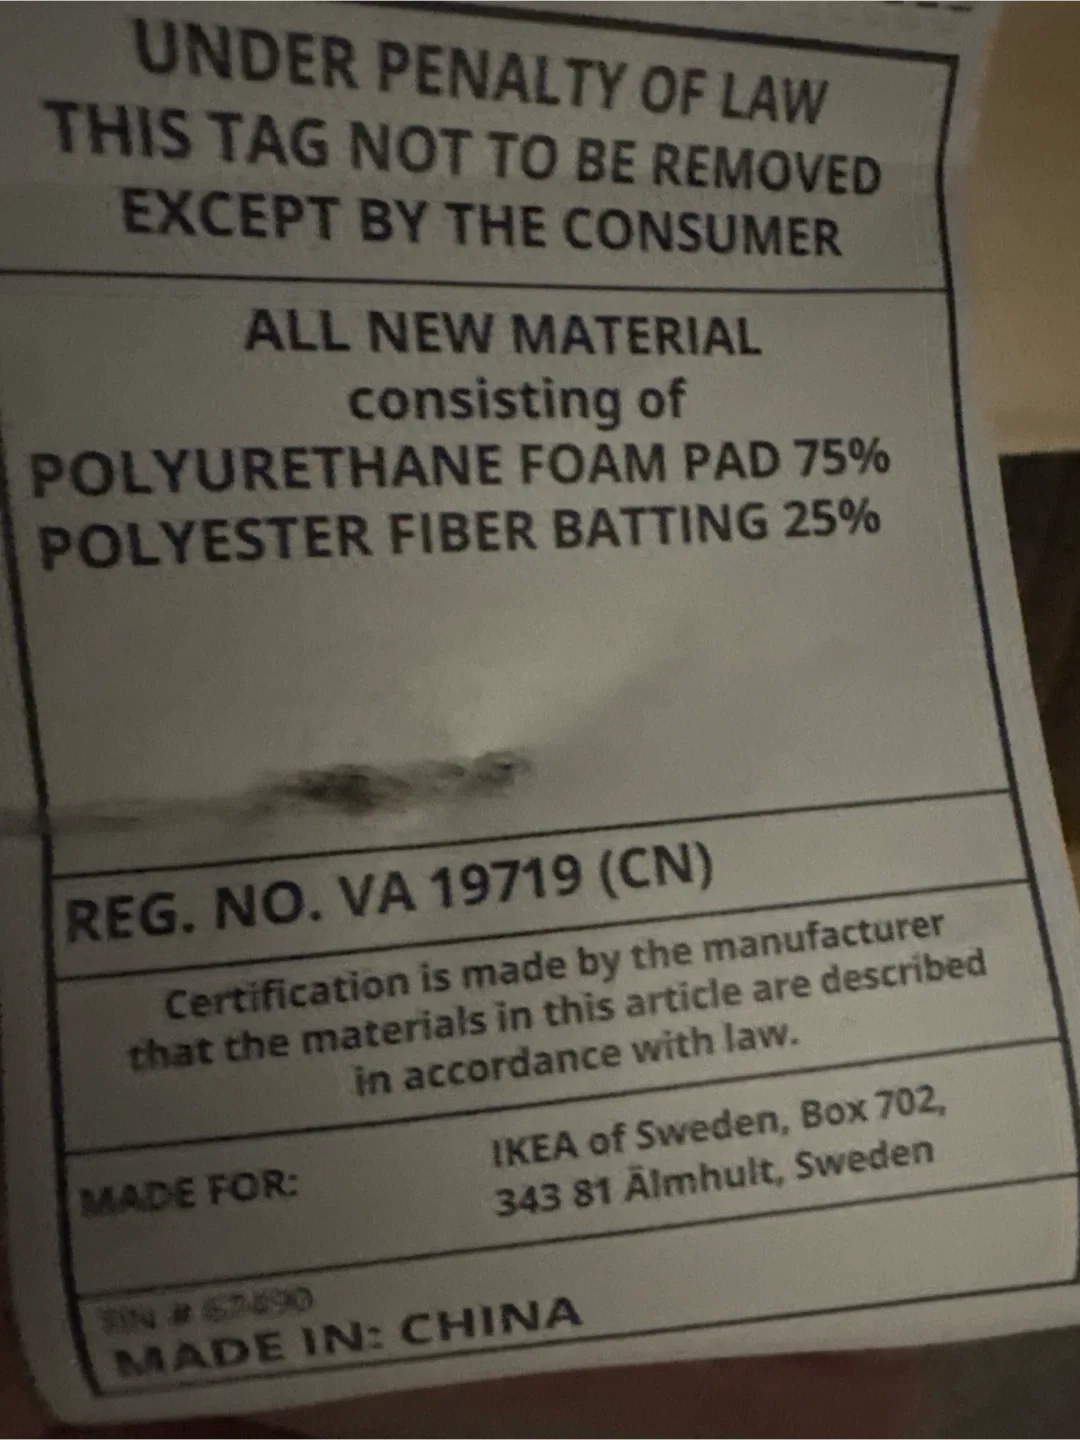 UNDER PENALTY OF LAW
THIS TAG NOT TO BE REMOVED
EXCEPT BY THE CONSUMER
ALL NEW MATERIAL
consisting of
POLYURETHANE FOAM PAD 75%
POLYESTER FIBER BATTING 25%
REG. NO. VA 19719 (CN)
Certification is made by the manufacturer
that the materials in this article are described
in accordance with law.
MADE FOR:
IKEA of Sweden, Box 702,
343 81 Älmhult, Sweden
#
MADE IN: CHINA